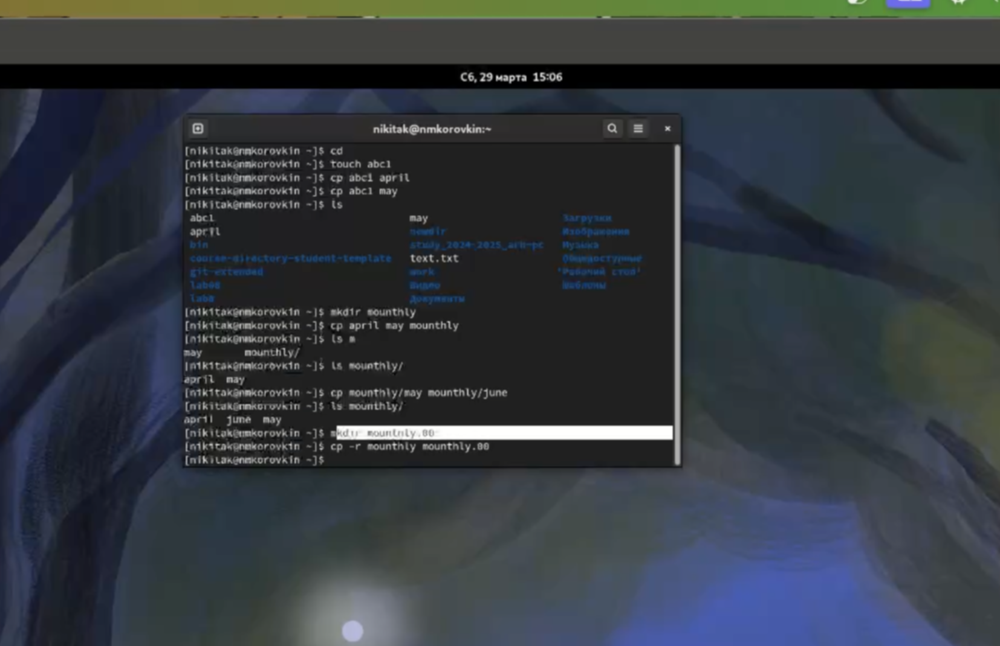 Сб, 29 марта 15:06
nikitak@nmkorovkin:~
[nikitak@nmkorovkin ~]$ cd
[nikitak@nmkorovkin ~]$ touch abc1
[nikitak@nmkorovkin ~]$ cp abc1 april
[nikitak@nmkorovkin ~]$ cp abc1 may
[nikitak@nmkorovkin ~]$ ls
abc1 may Загрузки
april newdir Изображения
bin study_2024-2025_arh-pc Музыка
course-directory-student-template text.txt Общедоступные
git-extended work 'Рабочий стол'
lab08 Видео Шаблоны
lab8 Документы
[nikitak@nmkorovkin ~]$ mkdir mounthly
[nikitak@nmkorovkin ~]$ cp april may mounthly
[nikitak@nmkorovkin ~]$ ls m
may mounthly/
[nikitak@nmkorovkin ~]$ ls mounthly/
april may
[nikitak@nmkorovkin ~]$ cp mounthly/may mounthly/june
[nikitak@nmkorovkin ~]$ ls mounthly/
april june may
[nikitak@nmkorovkin ~]$ mkdir mounthly.00
[nikitak@nmkorovkin ~]$ cp -r mounthly mounthly.00
[nikitak@nmkorovkin ~]$